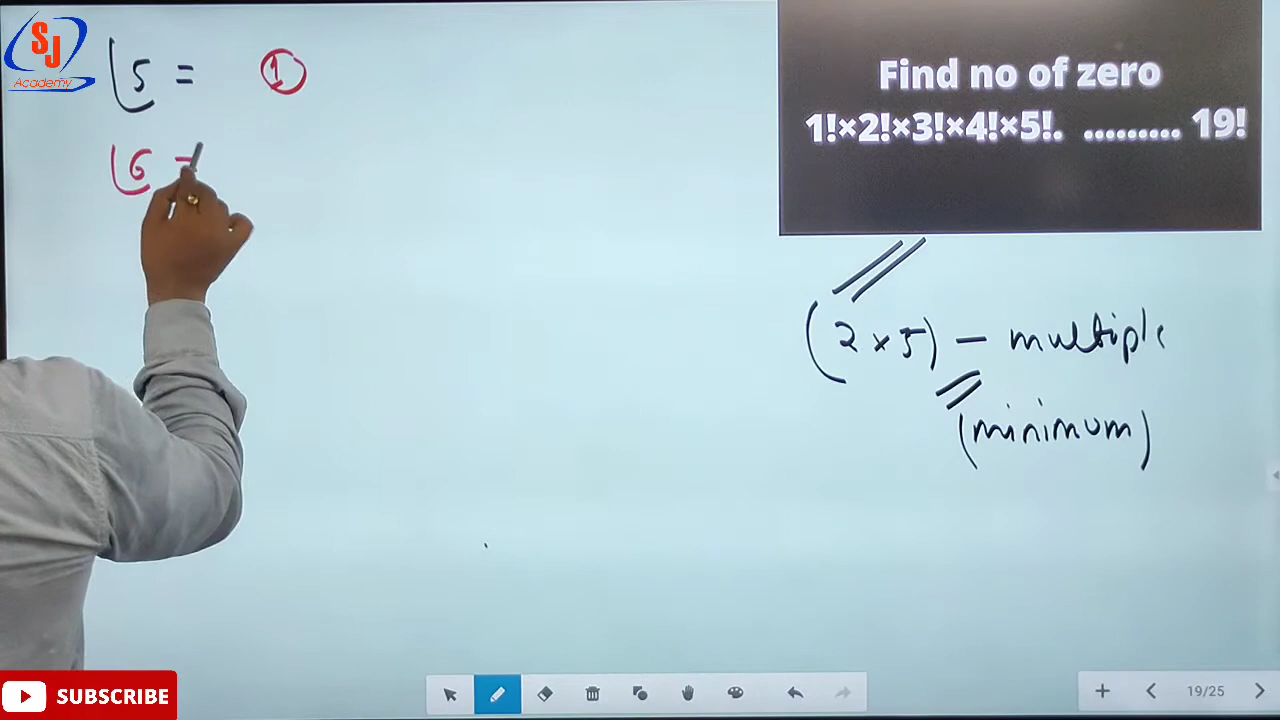 SJ
Academy
⌊5 = ①
⌊6 =
Find no of zero
1!×2!×3!×4!×5!. ......... 19!
(2 × 5) — multiple
(minimum)
SUBSCRIBE
19/25